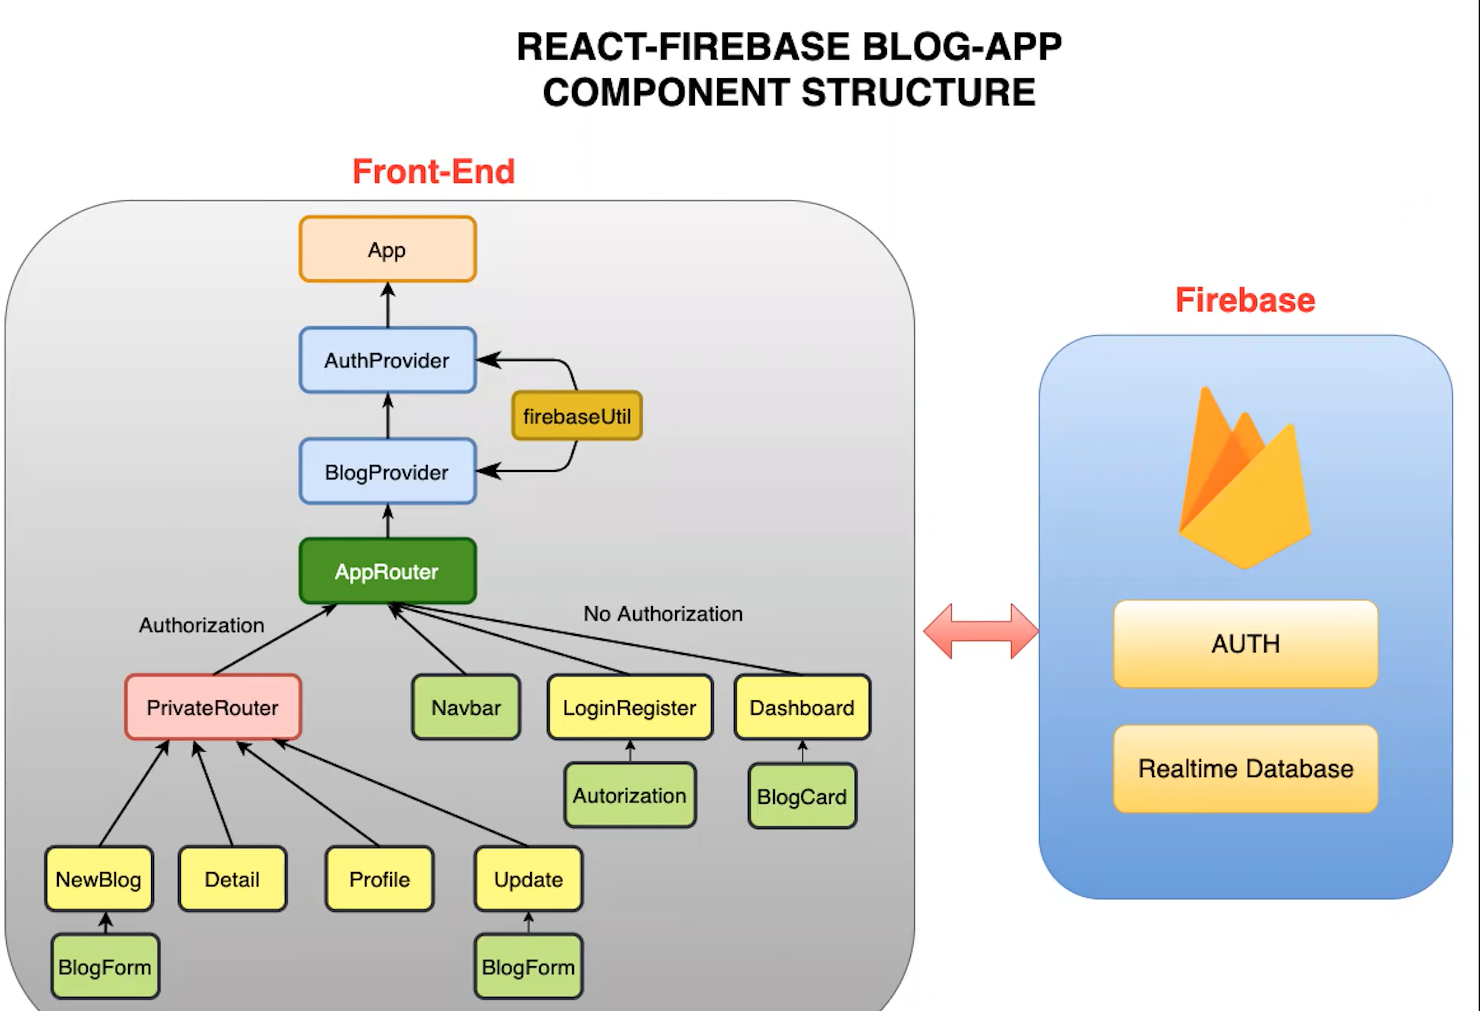 REACT-FIREBASE BLOG-APP
COMPONENT STRUCTURE
Front-End
App
AuthProvider
firebaseUtil
BlogProvider
AppRouter
Authorization
No Authorization
PrivateRouter
Navbar
LoginRegister
Dashboard
Autorization
BlogCard
NewBlog
Detail
Profile
Update
BlogForm
BlogForm
Firebase
AUTH
Realtime Database